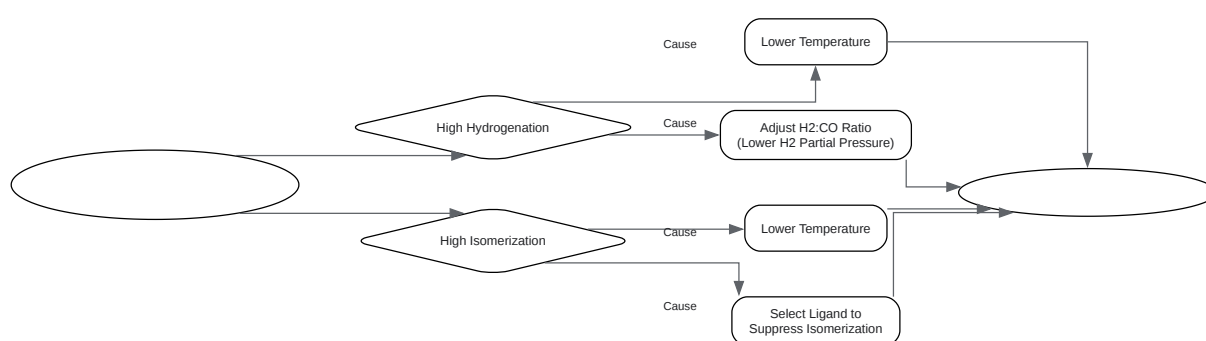 Cause
Lower Temperature
High Hydrogenation
Cause
Adjust H2:CO Ratio
(Lower H2 Partial Pressure)
High Isomerization
Cause
Lower Temperature
Cause
Select Ligand to
Suppress Isomerization